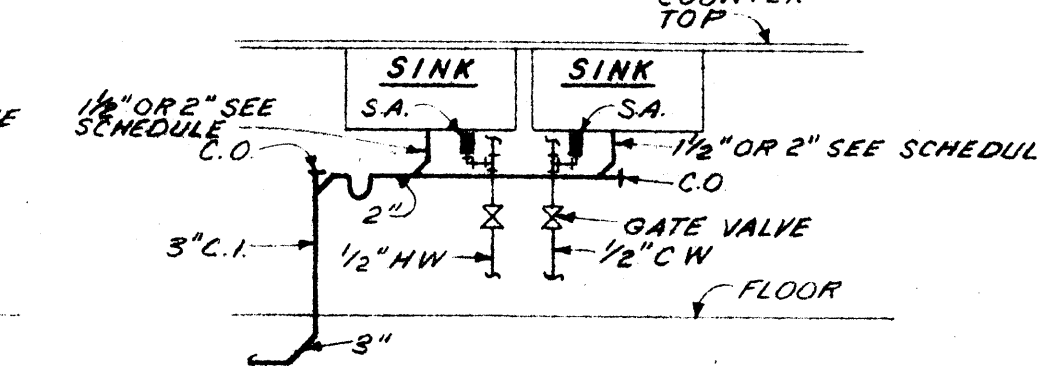 TOP
SINK
SINK
S.A.
S.A.
1½" OR 2" SEE
SCHEDULE
C.O.
1½" OR 2" SEE SCHEDUL
C.O.
2"
GATE VALVE
3" C.I.
½" HW
½" CW
FLOOR
3"